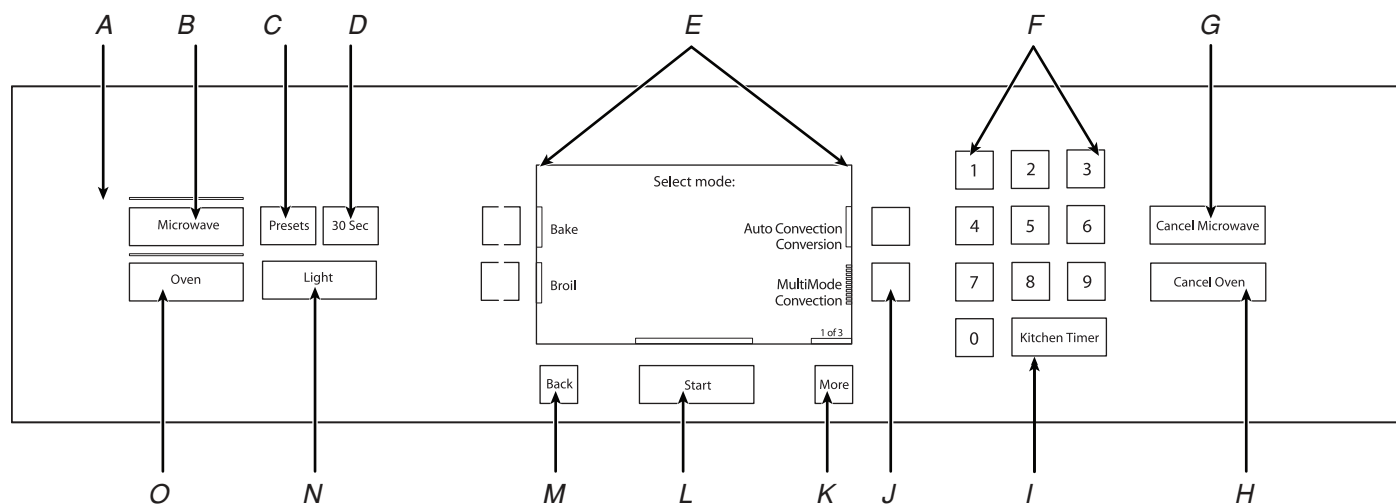 A B C D E F G
Select mode:
1 2 3
Microwave Presets 30 Sec Bake Auto Convection Conversion 4 5 6 Cancel Microwave
Oven Light Broil MultiMode Convection 7 8 9 Cancel Oven
1 of 3
0 Kitchen Timer
Back Start More
O N M L K J I H